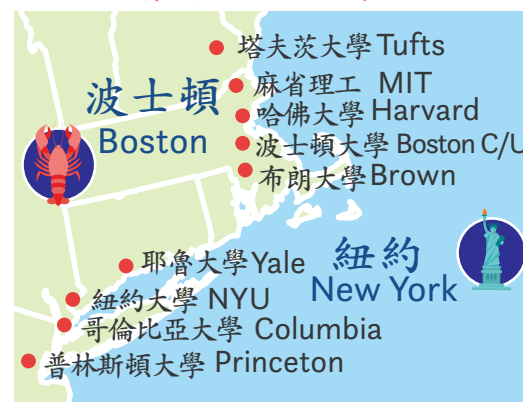 塔夫茨大學 Tufts
麻省理工 MIT
哈佛大學 Harvard
波士頓大學 Boston C/U
布朗大學 Brown
波士頓
Boston
耶魯大學 Yale
紐約大學 NYU
哥倫比亞大學 Columbia
普林斯頓大學 Princeton
紐約
New York